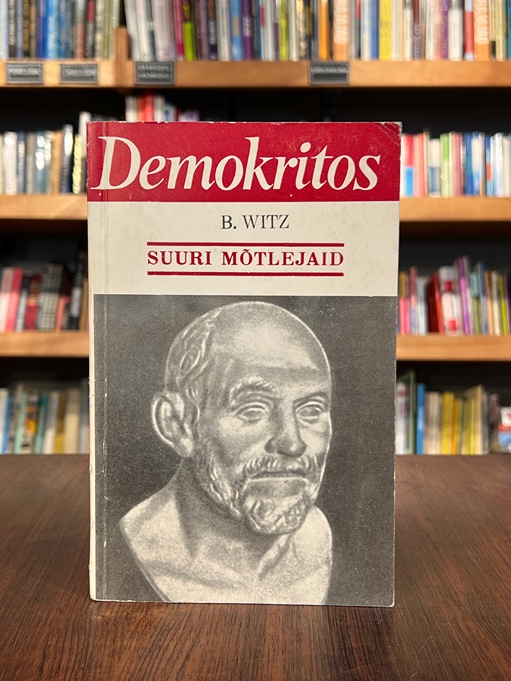 Demokritos
B. WITZ
SUURI MÕTLEJAID